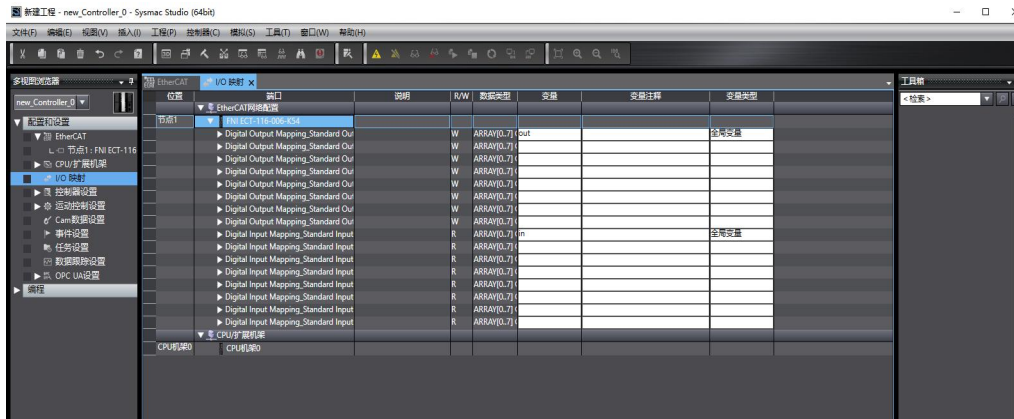 新建工程 - new_Controller_0 - Sysmac Studio (64bit)
文件(F) 编辑(E) 视图(V) 插入(I) 工程(P) 控制器(C) 模拟(S) 工具(T) 窗口(W) 帮助(H)
多视图浏览器
new_Controller_0
配置和设置
EtherCAT
节点1 : FNI ECT-116
CPU/扩展机架
I/O 映射
控制器设置
运动控制设置
Cam数据设置
事件设置
任务设置
数据跟踪设置
OPC UA设置
编程
EtherCAT I/O 映射
位置 端口 说明 R/W 数据类型 变量 变量注释 变量类型
EtherCAT网络配置
节点1 FNI ECT-116-006-K54
Digital Output Mapping_Standard Out W ARRAY[0..7] out 全局变量
Digital Output Mapping_Standard Out W ARRAY[0..7]
Digital Output Mapping_Standard Out W ARRAY[0..7]
Digital Output Mapping_Standard Out W ARRAY[0..7]
Digital Output Mapping_Standard Out W ARRAY[0..7]
Digital Output Mapping_Standard Out W ARRAY[0..7]
Digital Output Mapping_Standard Out W ARRAY[0..7]
Digital Output Mapping_Standard Out W ARRAY[0..7]
Digital Input Mapping_Standard Input R ARRAY[0..7] in 全局变量
Digital Input Mapping_Standard Input R ARRAY[0..7]
Digital Input Mapping_Standard Input R ARRAY[0..7]
Digital Input Mapping_Standard Input R ARRAY[0..7]
Digital Input Mapping_Standard Input R ARRAY[0..7]
Digital Input Mapping_Standard Input R ARRAY[0..7]
Digital Input Mapping_Standard Input R ARRAY[0..7]
Digital Input Mapping_Standard Input R ARRAY[0..7]
CPU/扩展机架
CPU机架0 CPU机架0
工具箱
<检索>